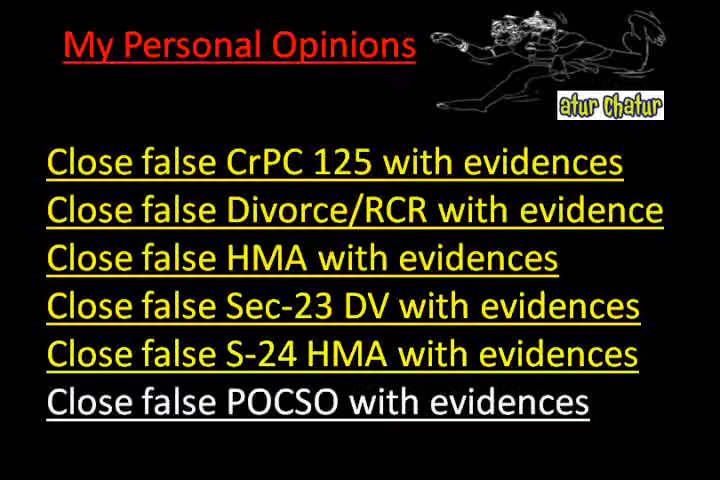 My Personal Opinions
atur Chatur
Close false CrPC 125 with evidences
Close false Divorce/RCR with evidence
Close false HMA with evidences
Close false Sec-23 DV with evidences
Close false S-24 HMA with evidences
Close false POCSO with evidences